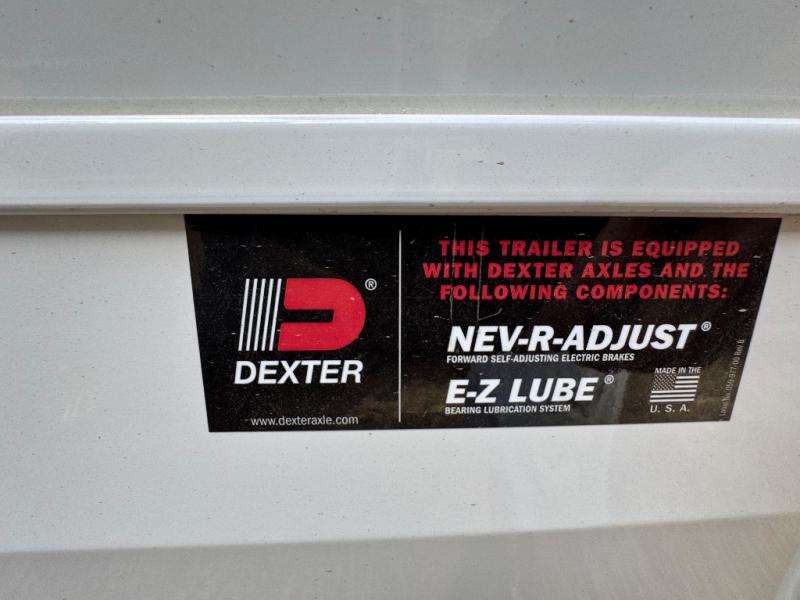 DEXTER®
www.dexteraxle.com
THIS TRAILER IS EQUIPPED
WITH DEXTER AXLES AND THE
FOLLOWING COMPONENTS:
NEV-R-ADJUST®
FORWARD SELF-ADJUSTING ELECTRIC BRAKES
E-Z LUBE®
BEARING LUBRICATION SYSTEM
MADE IN THE
U.S.A.